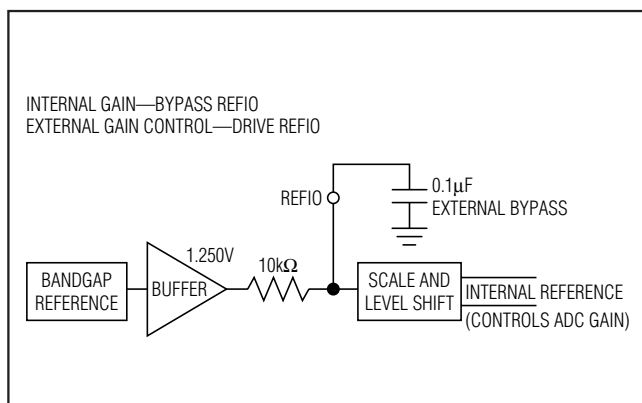 INTERNAL GAIN—BYPASS REFIO
EXTERNAL GAIN CONTROL—DRIVE REFIO
REFIO
0.1μF
EXTERNAL BYPASS
1.250V
10kΩ
BANDGAP
REFERENCE
BUFFER
SCALE AND
LEVEL SHIFT
INTERNAL REFERENCE
(CONTROLS ADC GAIN)